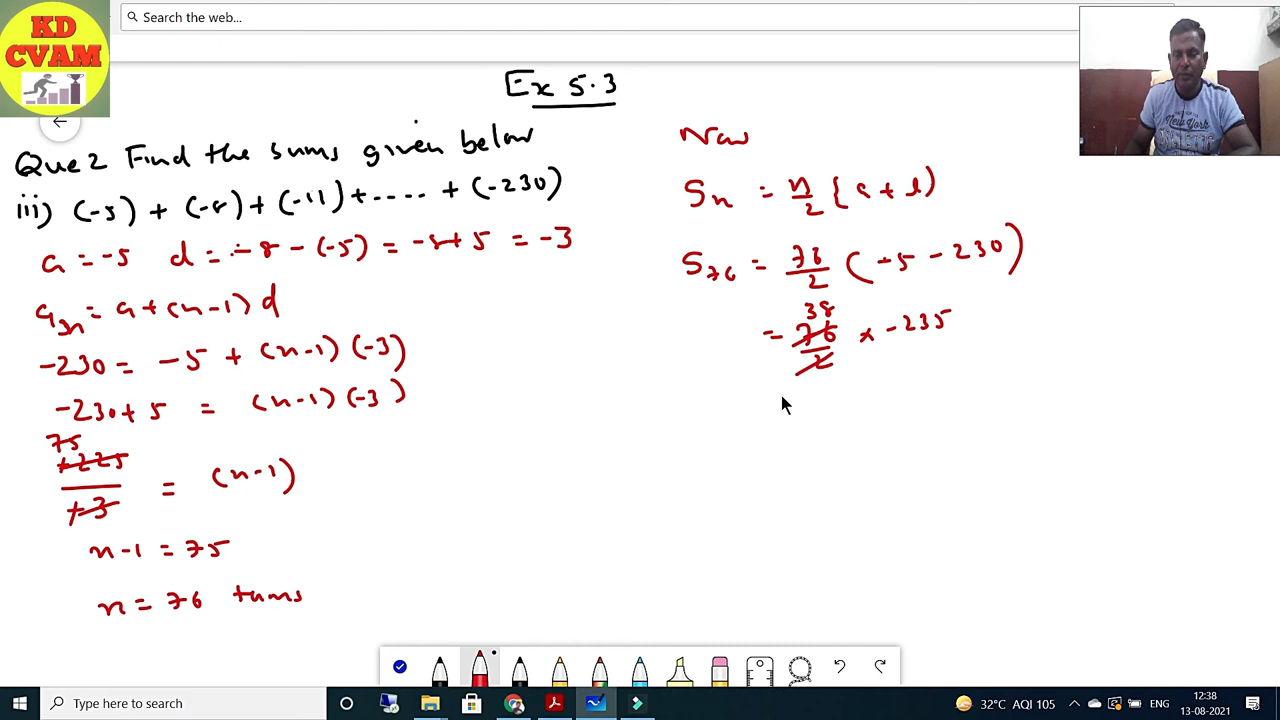 KD
CVAM
Search the web...
Ex 5.3
Que 2 Find the sums given below
iii) (-5) + (-8) + (-11) + ..... + (-230)
a = -5 d = -8 - (-5) = -8+5 = -3
an = a + (n-1) d
-230 = -5 + (n-1) (-3)
-230 + 5 = (n-1) (-3)
75
-225
-3
= (n-1)
n-1 = 75
n = 76 terms
Now
Sn = n/2 { a + l )
S76 = 76/2 ( -5 - 230 )
38
= 76/2 × -235
NEW YORK
Type here to search
32°C AQI 105
ENG
12:38
13-08-2021